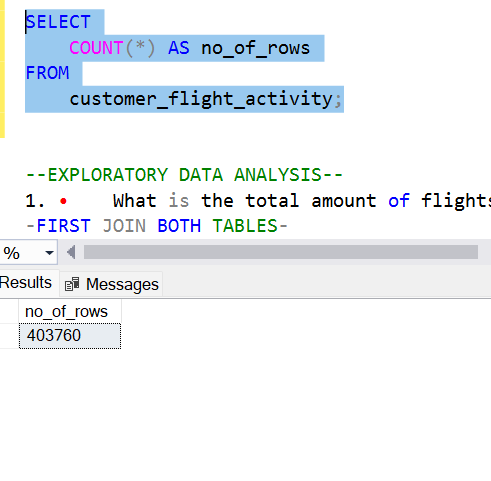 SELECT
COUNT(*) AS no_of_rows
FROM
customer_flight_activity;
--EXPLORATORY DATA ANALYSIS--
1. • What is the total amount of flights
-FIRST JOIN BOTH TABLES-
%
Results Messages
no_of_rows
403760